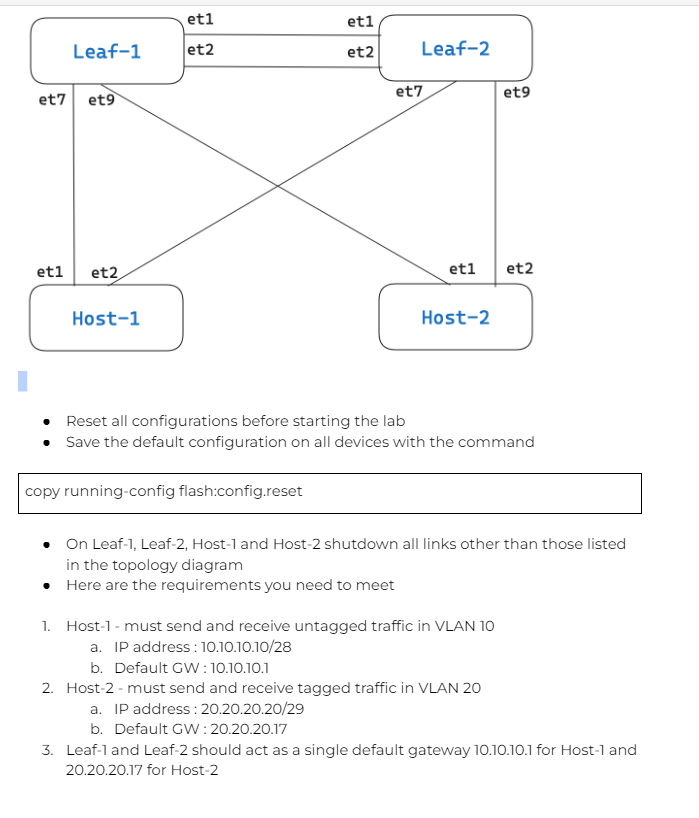 et1 et1
Leaf-1 et2 et2 Leaf-2
et7 et9 et7 et9
et1 et2 et1 et2
Host-1 Host-2
• Reset all configurations before starting the lab
• Save the default configuration on all devices with the command
copy running-config flash:config.reset
• On Leaf-1, Leaf-2, Host-1 and Host-2 shutdown all links other than those listed
in the topology diagram
• Here are the requirements you need to meet
1. Host-1 - must send and receive untagged traffic in VLAN 10
a. IP address : 10.10.10.10/28
b. Default GW : 10.10.10.1
2. Host-2 - must send and receive tagged traffic in VLAN 20
a. IP address : 20.20.20.20/29
b. Default GW : 20.20.20.17
3. Leaf-1 and Leaf-2 should act as a single default gateway 10.10.10.1 for Host-1 and
20.20.20.17 for Host-2